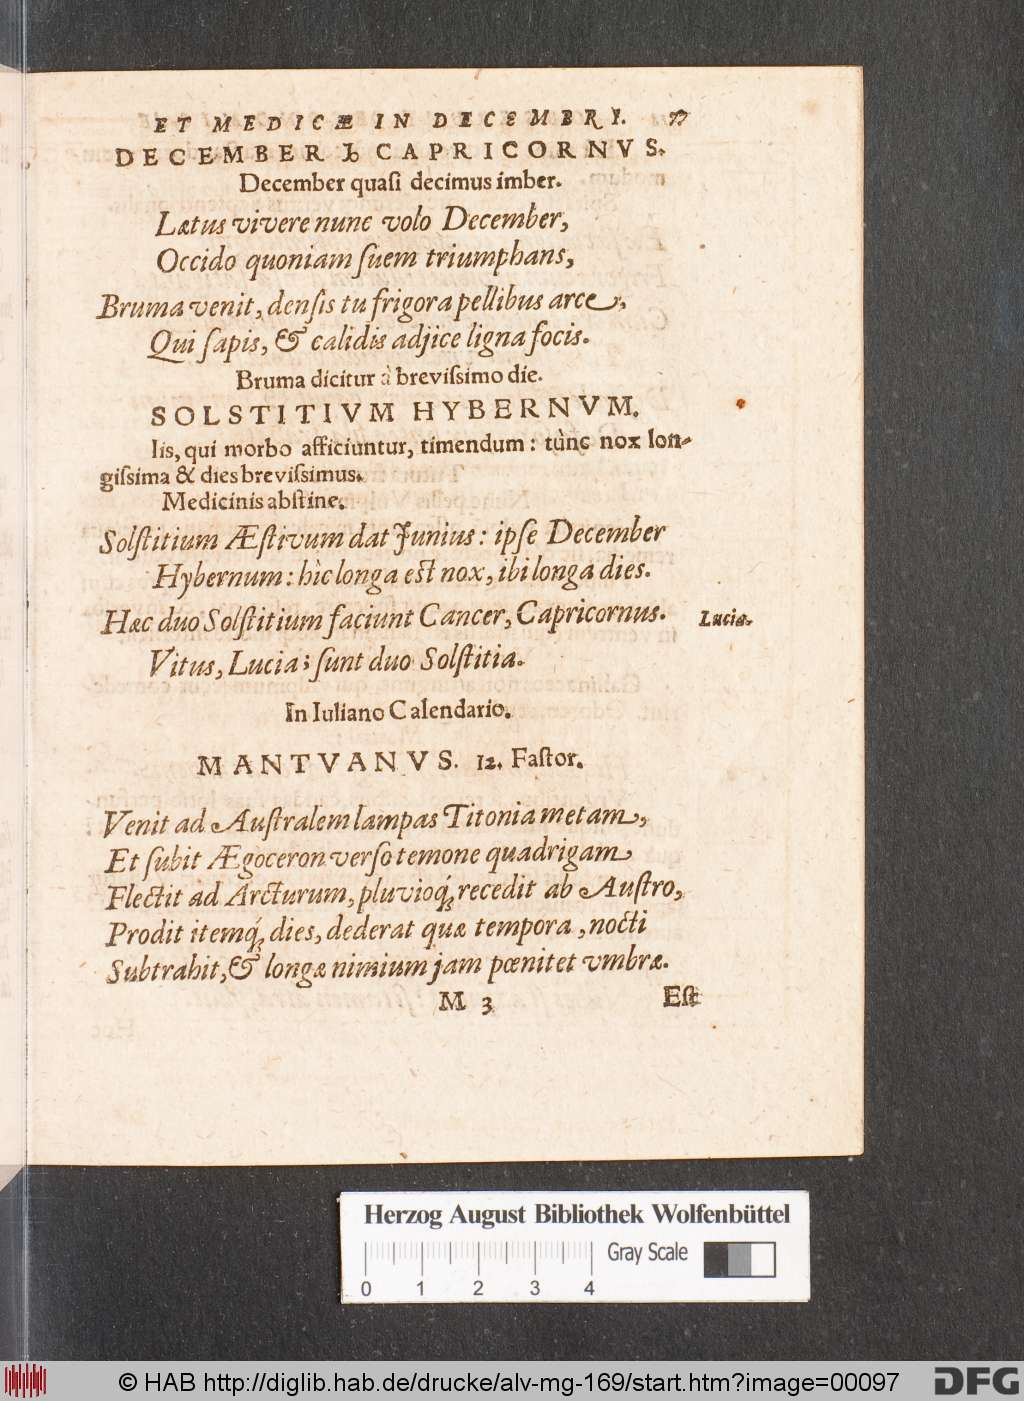 ET MEDICÆ IN DECEMBRI. 77
DECEMBER ♑ CAPRICORNVS.
December quaſi decimus imber.
Lætus vivere nunc volo December,
Occido quoniam ſuem triumphans,
Bruma venit, denſis tu frigora pellibus arce,
Qui ſapis, & calidis adjice ligna focis.
Bruma dicitur à breviſsimo die.
SOLSTITIVM HYBERNVM.
Iis, qui morbo afficiuntur, timendum: tùnc nox lon-
giſsima & dies breviſsimus.
Medicinis abſtine.
Solſtitium Æſtivum dat Junius: ipſe December
Hybernum: hìc longa eſt nox, ibi longa dies.
Hæc duo Solſtitium faciunt Cancer, Capricornus.
Lucia.
Vitus, Lucia; ſunt duo Solſtitia.
In Iuliano Calendario.
MANTVANVS. 12. Faſtor.
Venit ad Auſtralem lampas Titonia metam,
Et ſubit Ægoceron verſo temone quadrigam
Flectit ad Arcturum, pluvioq́; recedit ab Auſtro,
Prodit itemq́; dies, dederat quæ tempora, nocti
Subtrahit, & longæ nimium jam pœnitet vmbræ.
M 3 Eſt
Herzog August Bibliothek Wolfenbüttel
Gray Scale
0 1 2 3 4
© HAB http://diglib.hab.de/drucke/alv-mg-169/start.htm?image=00097 DFG